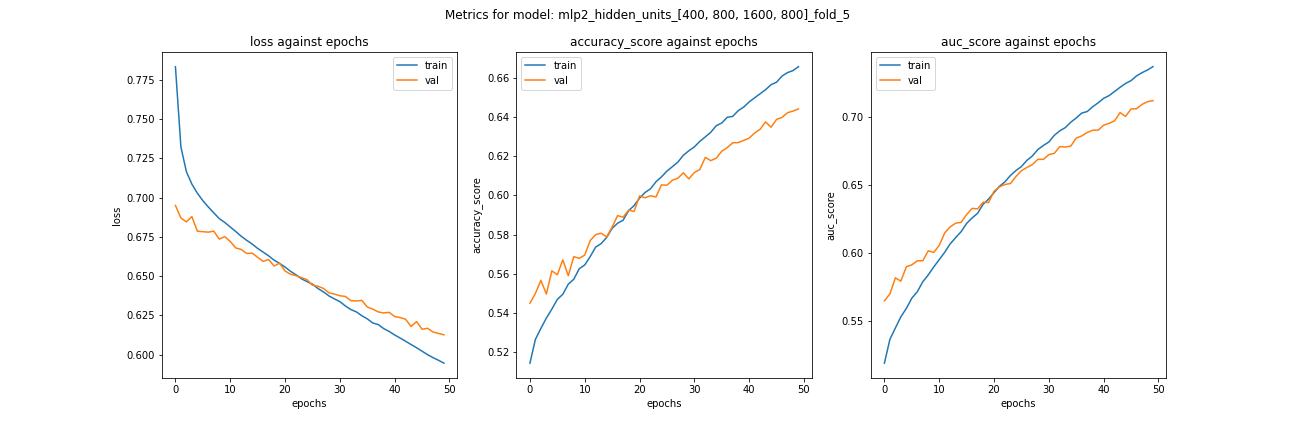 Metrics for model: mlp2_hidden_units_[400, 800, 1600, 800]_fold_5
loss against epochs
train
val
0.775
0.750
0.725
0.700
0.675
0.650
0.625
0.600
loss
0
10
20
30
40
50
epochs
accuracy_score against epochs
train
val
0.66
0.64
0.62
0.60
0.58
0.56
0.54
0.52
accuracy_score
0
10
20
30
40
50
epochs
auc_score against epochs
train
val
0.70
0.65
0.60
0.55
auc_score
0
10
20
30
40
50
epochs